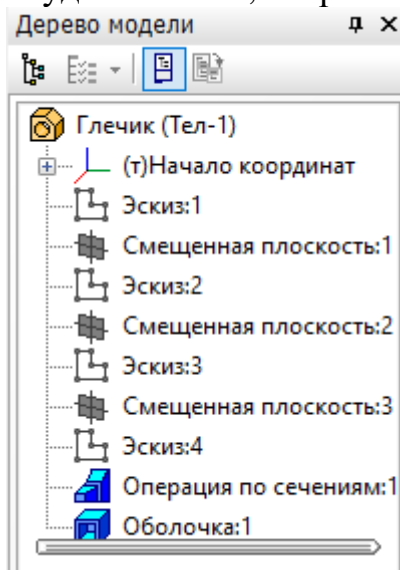 Дерево модели
Глечик (Тел-1)
(т)Начало координат
Эскиз:1
Смещенная плоскость:1
Эскиз:2
Смещенная плоскость:2
Эскиз:3
Смещенная плоскость:3
Эскиз:4
Операция по сечениям:1
Оболочка:1